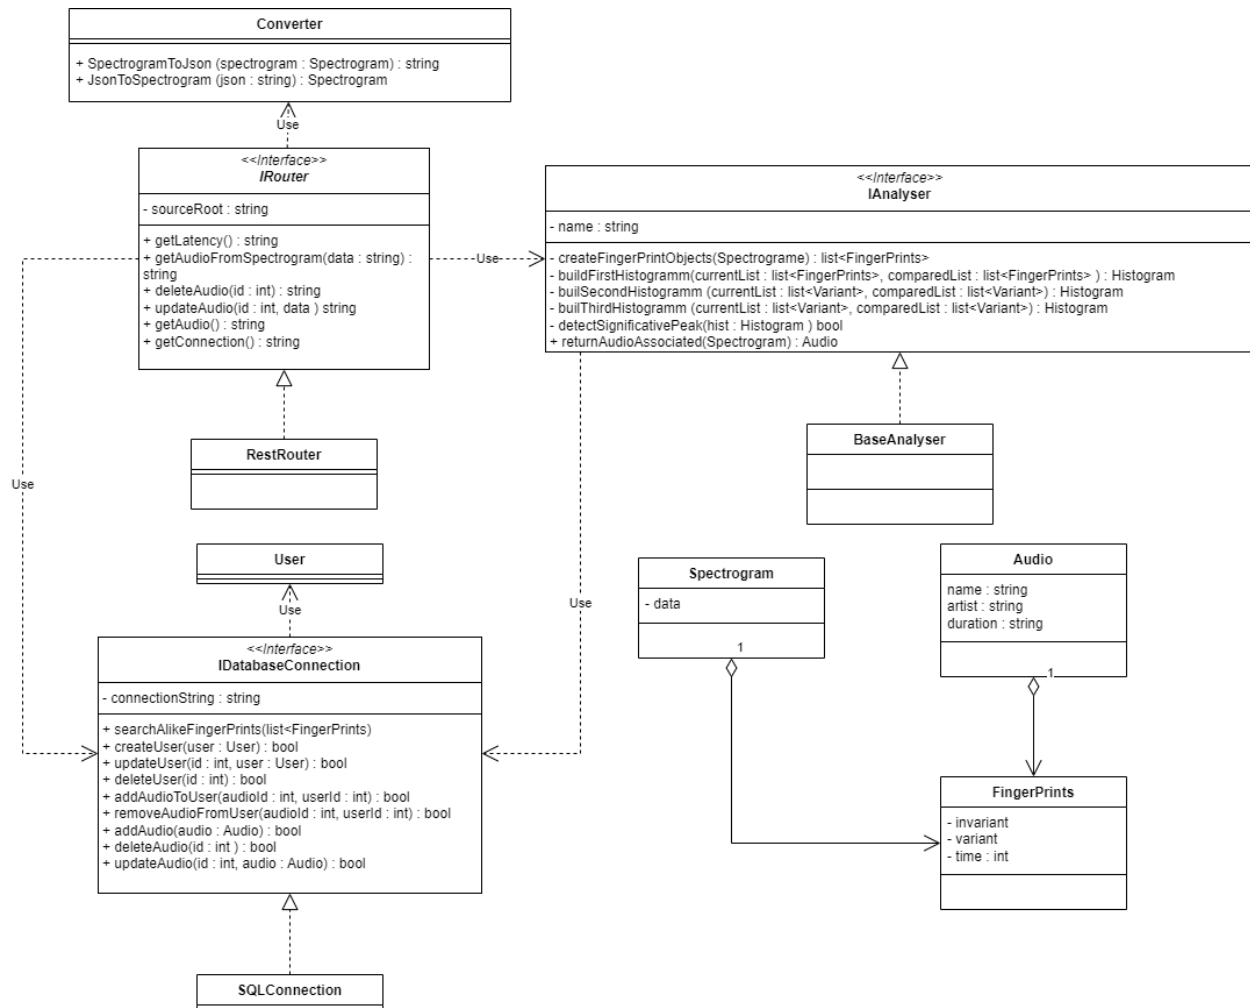 Converter
+ SpectrogramToJson (spectrogram : Spectrogram) : string
+ JsonToSpectrogram (json : string) : Spectrogram
Use
<<Interface>>
IRouter
- sourceRoot : string
+ getLatency() : string
+ getAudioFromSpectrogram(data : string) :
string
+ deleteAudio(id : int) : string
+ updateAudio(id : int, data ) string
+ getAudio() : string
+ getConnection() : string
Use
<<Interface>>
IAnalyser
- name : string
- createFingerPrintObjects(Spectrograme) : list<FingerPrints>
- buildFirstHistogramm(currentList : list<FingerPrints>, comparedList : list<FingerPrints> ) : Histogram
- builSecondHistogramm (currentList : list<Variant>, comparedList : list<Variant>) : Histogram
- builThirdHistogramm (currentList : list<Variant>, comparedList : list<Variant>) : Histogram
- detectSignificativePeak(hist : Histogram ) bool
+ returnAudioAssociated(Spectrogram) : Audio
RestRouter
BaseAnalyser
Use
User
Use
Use
<<Interface>>
IDatabaseConnection
- connectionString : string
+ searchAlikeFingerPrints(list<FingerPrints)
+ createUser(user : User) : bool
+ updateUser(id : int, user : User) : bool
+ deleteUser(id : int) : bool
+ addAudioToUser(audioId : int, userId : int) : bool
+ removeAudioFromUser(audioId : int, userId : int) : bool
+ addAudio(audio : Audio) : bool
+ deleteAudio(id : int ) : bool
+ updateAudio(id : int, audio : Audio) : bool
Spectrogram
- data
1
Audio
name : string
artist : string
duration : string
1
FingerPrints
- invariant
- variant
- time : int
SQLConnection